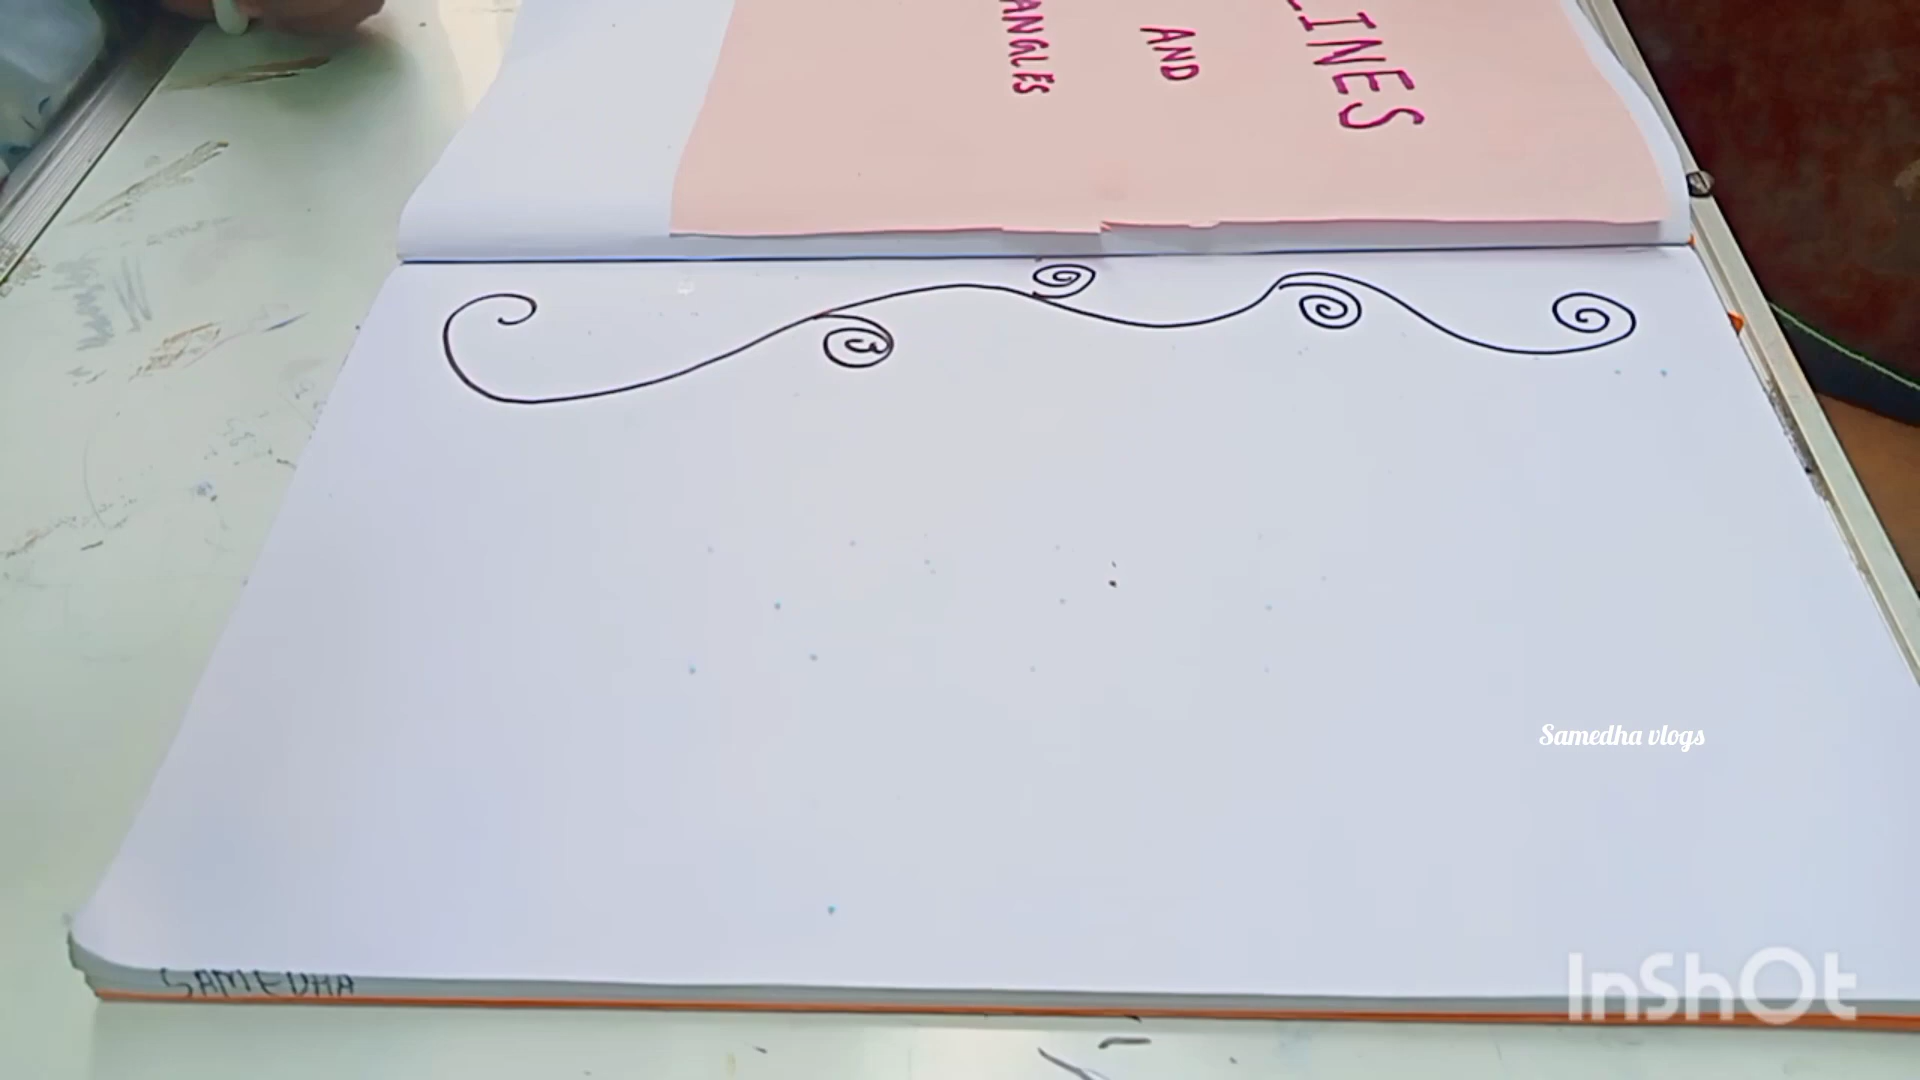 LINES
AND
ANGLES
Samedha vlogs
SAMEDHA
InShOt